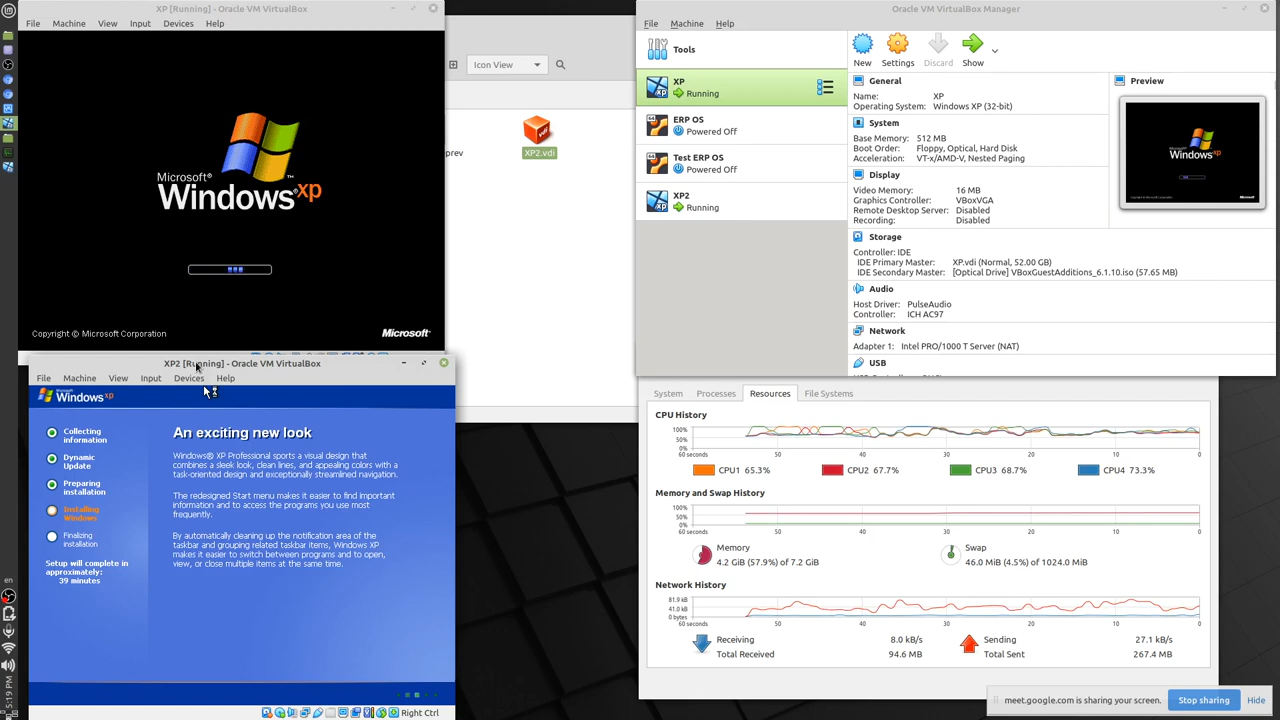 XP [Running] - Oracle VM VirtualBox
File Machine View Input Devices Help
Microsoft®
Windows xp
Copyright © Microsoft Corporation
Microsoft
Icon View
prev
XP2.vdi
Oracle VM VirtualBox Manager
File Machine Help
Tools
XP
Running
ERP OS
Powered Off
Test ERP OS
Powered Off
XP2
Running
New Settings Discard Show
General
Name: XP
Operating System: Windows XP (32-bit)
System
Base Memory: 512 MB
Boot Order: Floppy, Optical, Hard Disk
Acceleration: VT-x/AMD-V, Nested Paging
Display
Video Memory: 16 MB
Graphics Controller: VBoxVGA
Remote Desktop Server: Disabled
Recording: Disabled
Storage
Controller: IDE
IDE Primary Master: XP.vdi (Normal, 52.00 GB)
IDE Secondary Master: [Optical Drive] VBoxGuestAdditions_6.1.10.iso (57.65 MB)
Audio
Host Driver: PulseAudio
Controller: ICH AC97
Network
Adapter 1: Intel PRO/1000 T Server (NAT)
USB
Preview
Windows xp
XP2 [Running] - Oracle VM VirtualBox
File Machine View Input Devices Help
Microsoft
Windows xp
Collecting
information
Dynamic
Update
Preparing
installation
Installing
Windows
Finalizing
installation
Setup will complete in
approximately:
39 minutes
An exciting new look
Windows® XP Professional sports a visual design that
combines a sleek look, clean lines, and appealing colors with a
task-oriented design and exceptionally streamlined navigation.
The redesigned Start menu makes it easier to find important
information and to access the programs you use most
frequently.
By automatically cleaning up the notification area of the
taskbar and grouping related taskbar items, Windows XP
makes it easier to switch between programs and to open,
view, or close multiple items at the same time.
Right Ctrl
System Processes Resources File Systems
CPU History
100%
50%
0%
60 seconds 50 40 30 20 10 0
CPU1 65.3% CPU2 67.7% CPU3 68.7% CPU4 73.3%
Memory and Swap History
100%
50%
0%
60 seconds 50 40 30 20 10 0
Memory
4.2 GiB (57.9%) of 7.2 GiB
Swap
46.0 MiB (4.5%) of 1024.0 MiB
Network History
81.9 kB
41.0 kB
0 bytes
60 seconds 50 40 30 20 10 0
Receiving 8.0 kB/s
Total Received 94.6 MB
Sending 27.1 kB/s
Total Sent 267.4 MB
meet.google.com is sharing your screen. Stop sharing Hide
en
5:19 PM